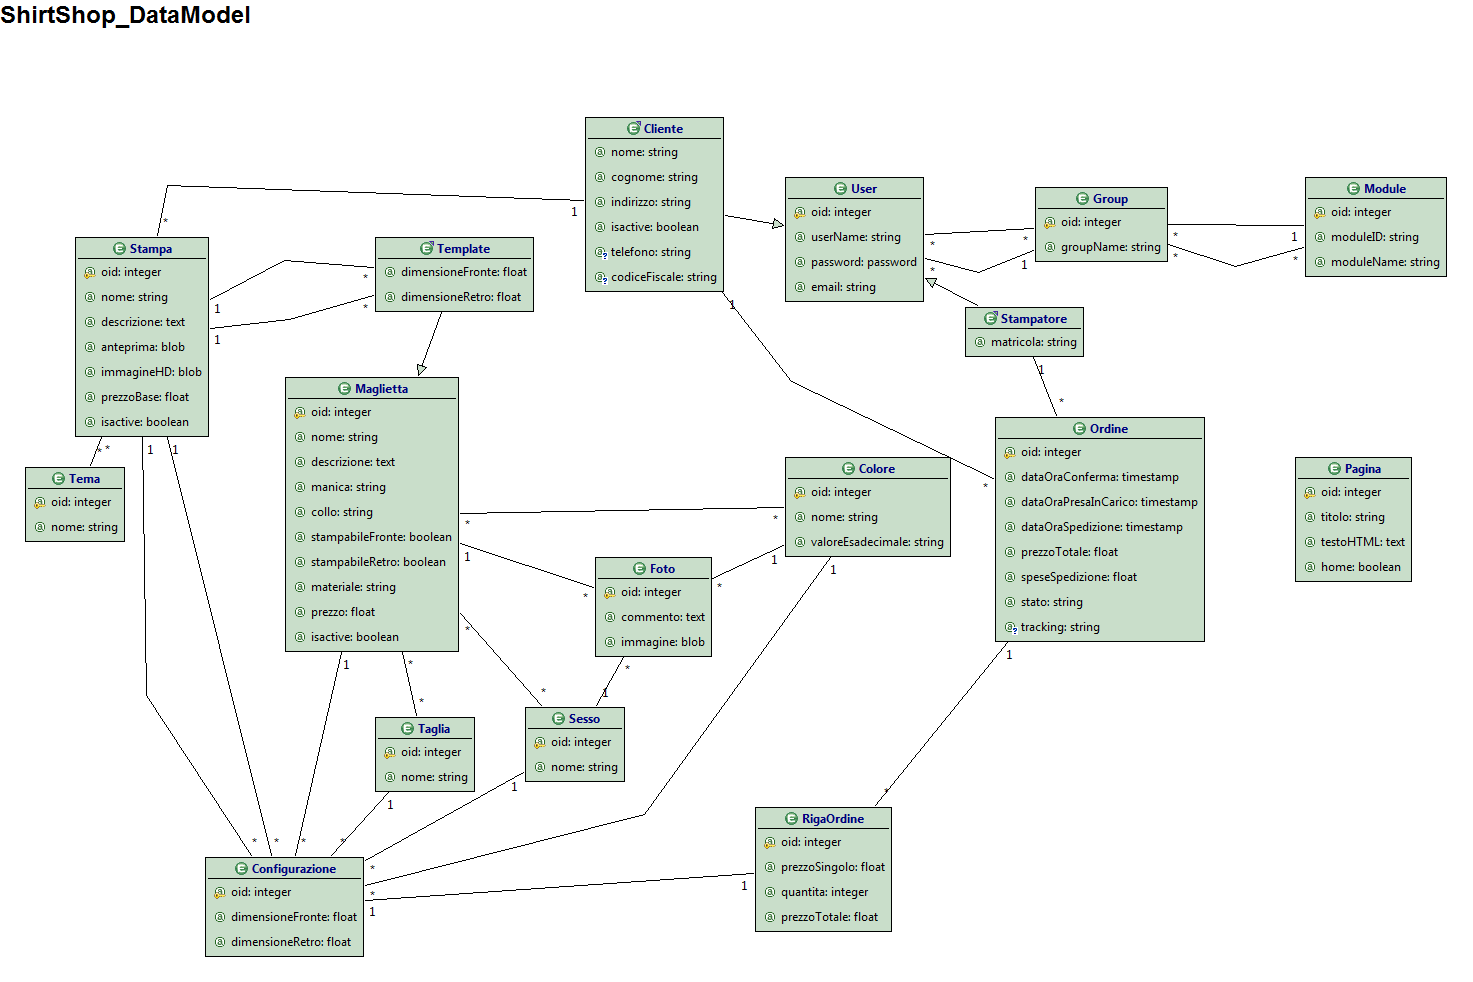 ShirtShop_DataModel
Cliente
nome: string
cognome: string
indirizzo: string
isactive: boolean
telefono: string
codiceFiscale: string
1
1
User
oid: integer
userName: string
password: password
email: string
*
*
Group
oid: integer
groupName: string
*
1
*
*
Module
oid: integer
moduleID: string
moduleName: string
1
*
Stampa
oid: integer
nome: string
descrizione: text
anteprima: blob
immagineHD: blob
prezzoBase: float
isactive: boolean
*
1
1
*
1
1
Template
dimensioneFronte: float
dimensioneRetro: float
*
*
Stampatore
matricola: string
1
Maglietta
oid: integer
nome: string
descrizione: text
manica: string
collo: string
stampabileFronte: boolean
stampabileRetro: boolean
materiale: string
prezzo: float
isactive: boolean
*
1
*
1
*
Tema
oid: integer
nome: string
*
Colore
oid: integer
nome: string
valoreEsadecimale: string
*
1
1
Ordine
oid: integer
dataOraConferma: timestamp
dataOraPresaInCarico: timestamp
dataOraSpedizione: timestamp
prezzoTotale: float
speseSpedizione: float
stato: string
tracking: string
*
*
1
Pagina
oid: integer
titolo: string
testoHTML: text
home: boolean
Foto
oid: integer
commento: text
immagine: blob
*
*
*
Taglia
oid: integer
nome: string
*
1
Sesso
oid: integer
nome: string
*
1
1
RigaOrdine
oid: integer
prezzoSingolo: float
quantita: integer
prezzoTotale: float
*
1
Configurazione
oid: integer
dimensioneFronte: float
dimensioneRetro: float
*
*
*
*
*
*
1